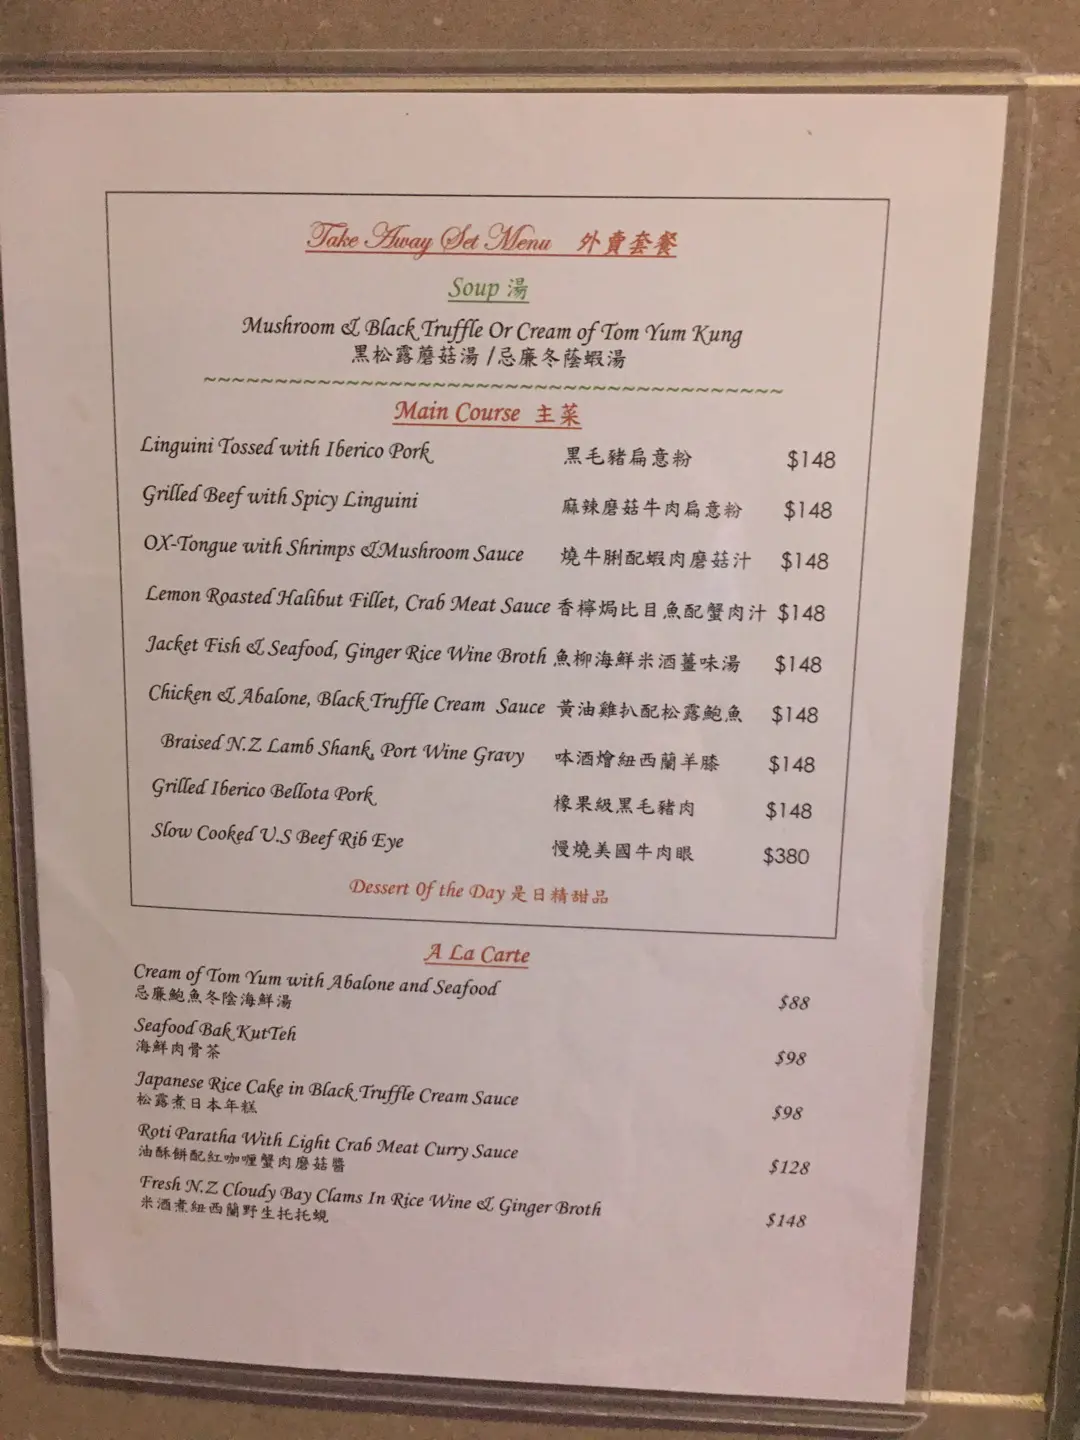 Take Away Set Menu 外賣套餐
Soup 湯
Mushroom & Black Truffle Or Cream of Tom Yum Kung
黑松露蘑菇湯 /忌廉冬蔭蝦湯
~~~~~~~~~~~~~~~~~~~~~~~~~~~~~~~~~~~~~~~
Main Course 主菜
Linguini Tossed with Iberico Pork 黑毛豬扁意粉 $148
Grilled Beef with Spicy Linguini 麻辣磨菇牛肉扁意粉 $148
OX-Tongue with Shrimps &Mushroom Sauce 燒牛脷配蝦肉磨菇汁 $148
Lemon Roasted Halibut Fillet, Crab Meat Sauce 香檸焗比目魚配蟹肉汁 $148
Jacket Fish & Seafood, Ginger Rice Wine Broth 魚柳海鮮米酒薑味湯 $148
Chicken & Abalone, Black Truffle Cream Sauce 黃油雞扒配松露鮑魚 $148
Braised N.Z Lamb Shank, Port Wine Gravy 呠酒燴紐西蘭羊膝 $148
Grilled Iberico Bellota Pork 橡果級黑毛豬肉 $148
Slow Cooked U.S Beef Rib Eye 慢燒美國牛肉眼 $380
Dessert Of the Day 是日精甜品
A La Carte
Cream of Tom Yum with Abalone and Seafood
忌廉鮑魚冬陰海鮮湯 $88
Seafood Bak KutTeh
海鮮肉骨茶 $98
Japanese Rice Cake in Black Truffle Cream Sauce
松露煮日本年糕 $98
Roti Paratha With Light Crab Meat Curry Sauce
油酥餅配紅咖喱蟹肉磨菇醬 $128
Fresh N.Z Cloudy Bay Clams In Rice Wine & Ginger Broth
米酒煮紐西蘭野生托托蜆 $148